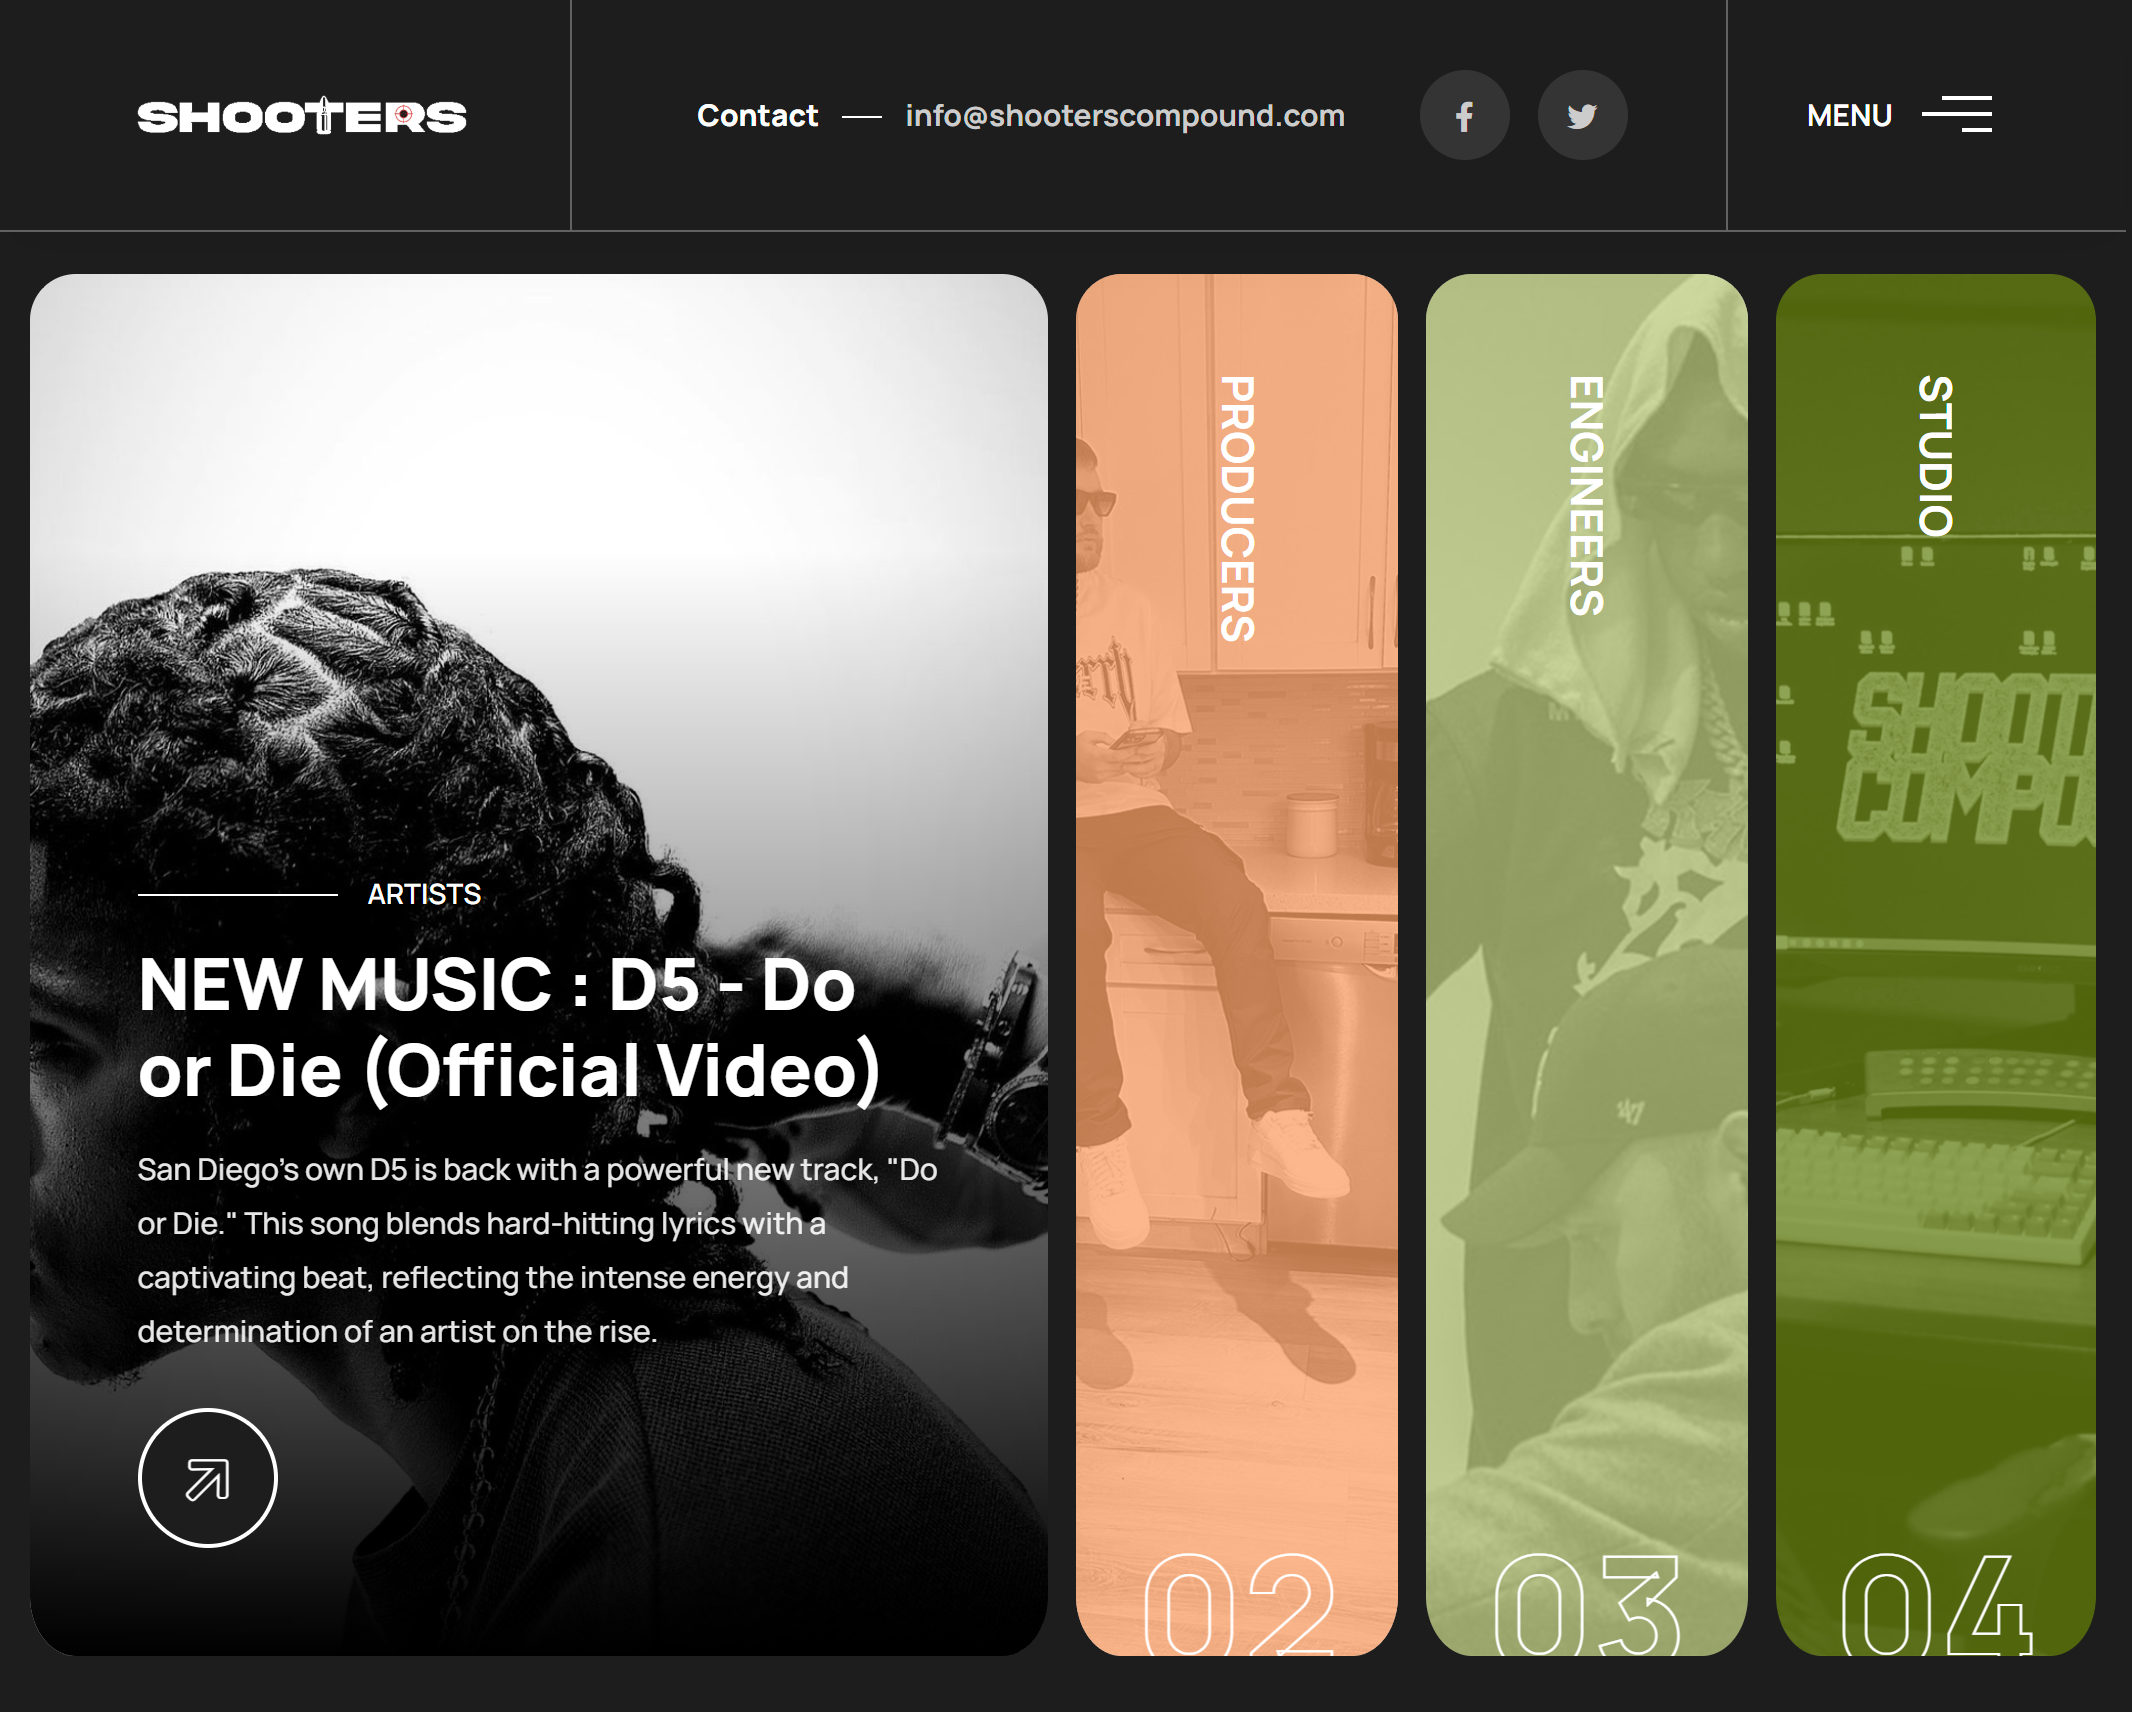 SHOOTERS
Contact — info@shooterscompound.com
MENU
ARTISTS
NEW MUSIC : D5 - Do
or Die (Official Video)
San Diego's own D5 is back with a powerful new track, "Do
or Die." This song blends hard-hitting lyrics with a
captivating beat, reflecting the intense energy and
determination of an artist on the rise.
PRODUCERS
02
ENGINEERS
'47
03
STUDIO
SHOOT
COMPO
04